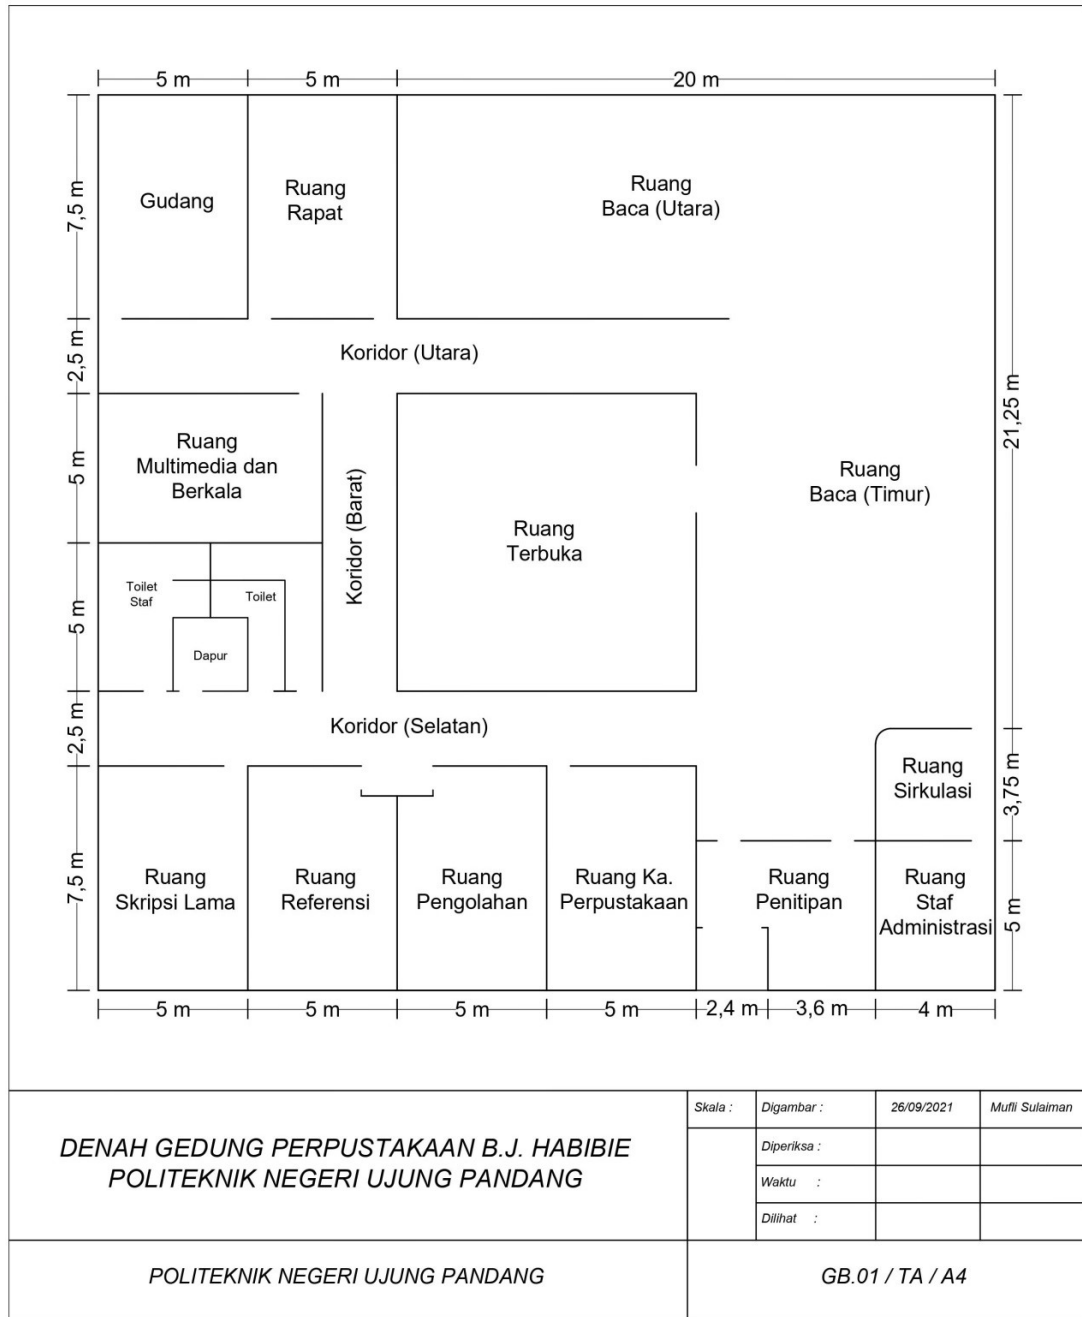 5 m
5 m
20 m
7,5 m
Gudang
Ruang
Rapat
Ruang
Baca (Utara)
2,5 m
Koridor (Utara)
21,25 m
5 m
Ruang
Multimedia dan
Berkala
Koridor (Barat)
Ruang
Terbuka
Ruang
Baca (Timur)
5 m
Toilet
Staf
Toilet
Dapur
2,5 m
Koridor (Selatan)
Ruang
Sirkulasi
3,75 m
7,5 m
Ruang
Skripsi Lama
Ruang
Referensi
Ruang
Pengolahan
Ruang Ka.
Perpustakaan
Ruang
Penitipan
Ruang
Staf
Administrasi
5 m
5 m
5 m
5 m
5 m
2,4 m
3,6 m
4 m
DENAH GEDUNG PERPUSTAKAAN B.J. HABIBIE
POLITEKNIK NEGERI UJUNG PANDANG
Skala :
Digambar :
26/09/2021
Mufli Sulaiman
Diperiksa :
Waktu :
Dilihat :
POLITEKNIK NEGERI UJUNG PANDANG
GB.01 / TA / A4